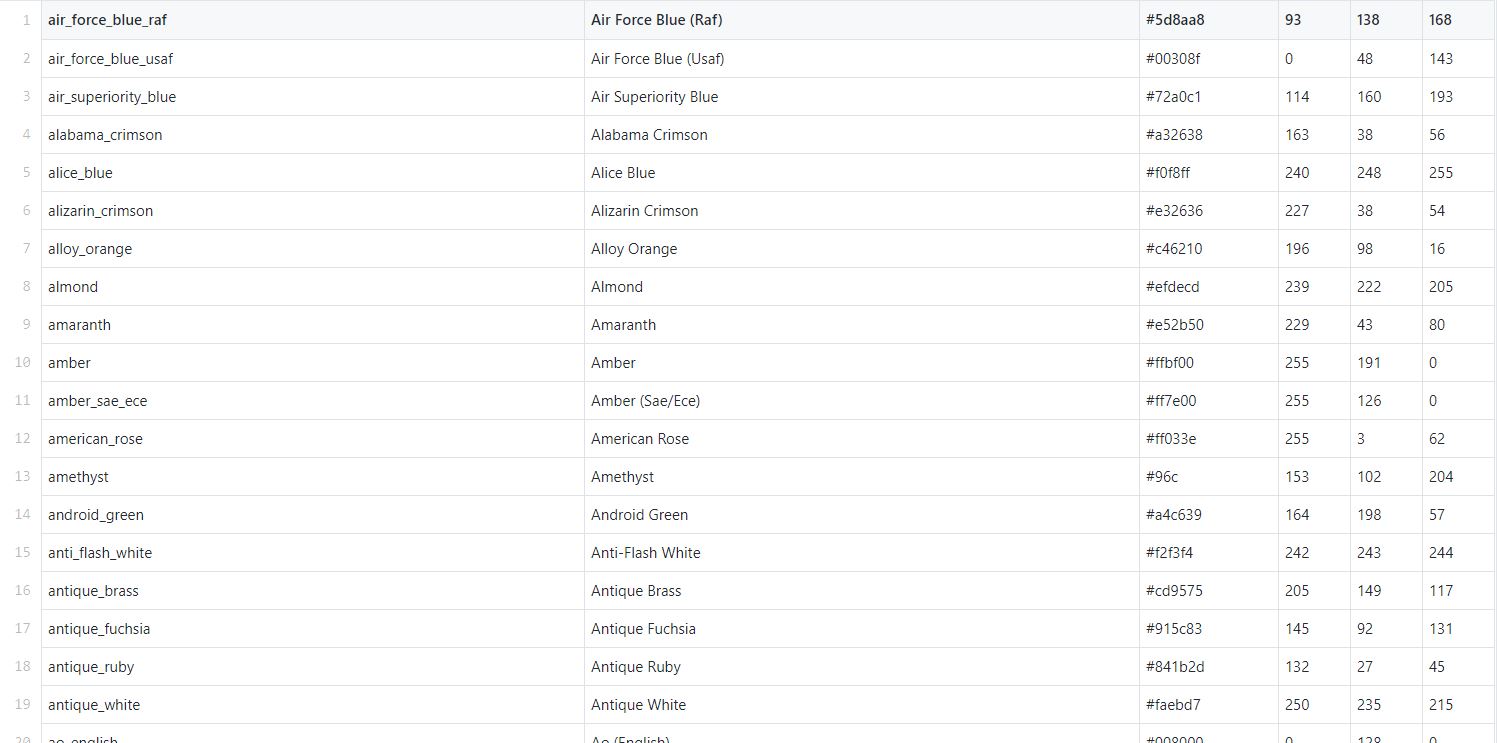 1 air_force_blue_raf Air Force Blue (Raf) #5d8aa8 93 138 168
2 air_force_blue_usaf Air Force Blue (Usaf) #00308f 0 48 143
3 air_superiority_blue Air Superiority Blue #72a0c1 114 160 193
4 alabama_crimson Alabama Crimson #a32638 163 38 56
5 alice_blue Alice Blue #f0f8ff 240 248 255
6 alizarin_crimson Alizarin Crimson #e32636 227 38 54
7 alloy_orange Alloy Orange #c46210 196 98 16
8 almond Almond #efdecd 239 222 205
9 amaranth Amaranth #e52b50 229 43 80
10 amber Amber #ffbf00 255 191 0
11 amber_sae_ece Amber (Sae/Ece) #ff7e00 255 126 0
12 american_rose American Rose #ff033e 255 3 62
13 amethyst Amethyst #96c 153 102 204
14 android_green Android Green #a4c639 164 198 57
15 anti_flash_white Anti-Flash White #f2f3f4 242 243 244
16 antique_brass Antique Brass #cd9575 205 149 117
17 antique_fuchsia Antique Fuchsia #915c83 145 92 131
18 antique_ruby Antique Ruby #841b2d 132 27 45
19 antique_white Antique White #faebd7 250 235 215
20 ao_english Ao (English) #008000 0 128 0